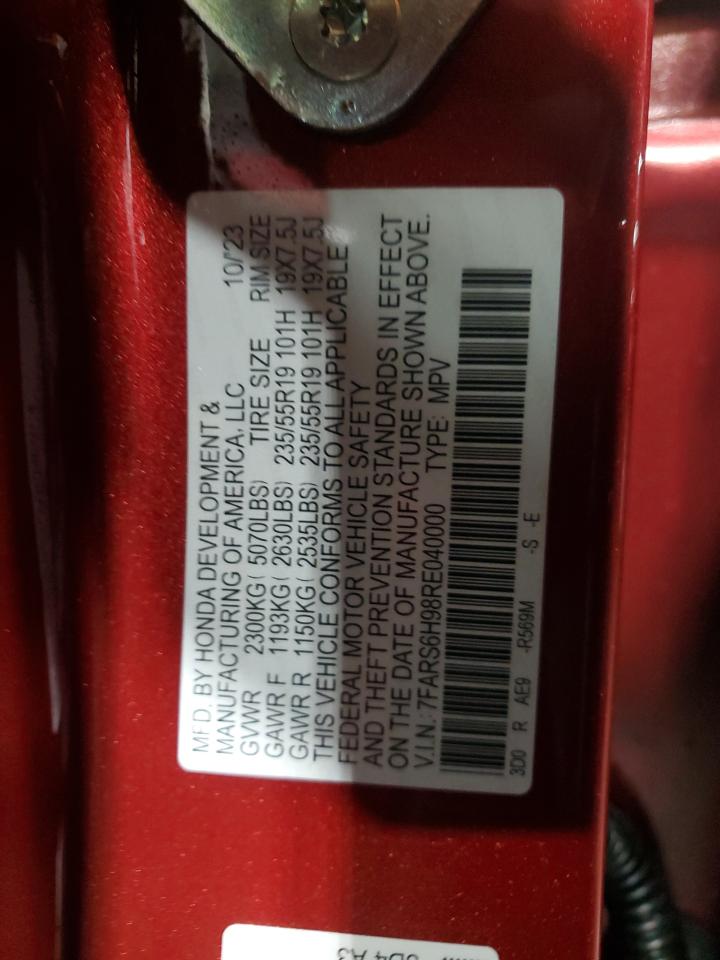 MFD. BY HONDA DEVELOPMENT &
MANUFACTURING OF AMERICA, LLC 10/'23
GVWR 2300KG( 5070LBS) TIRE SIZE RIM SIZE
GAWR F 1193KG( 2630LBS) 235/55R19 101H 19X7.5J
GAWR R 1150KG( 2535LBS) 235/55R19 101H 19X7.5J
THIS VEHICLE CONFORMS TO ALL APPLICABLE
FEDERAL MOTOR VEHICLE SAFETY
AND THEFT PREVENTION STANDARDS IN EFFECT
ON THE DATE OF MANUFACTURE SHOWN ABOVE.
V.I.N.: 7FARS6H98RE040000 TYPE: MPV
3D0 R AE9 -R569M -S -E